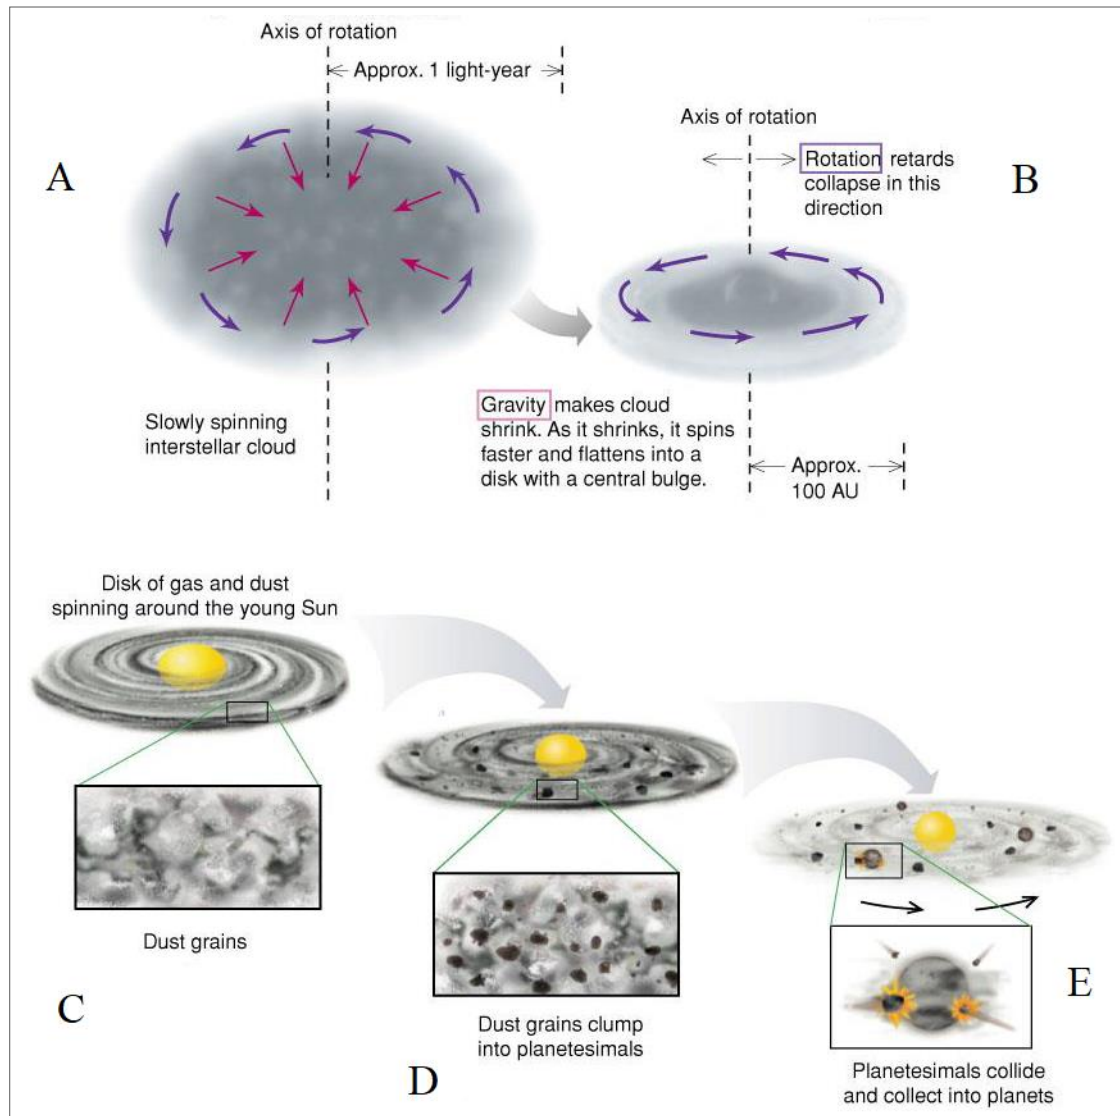 Axis of rotation
Approx. 1 light-year
A
Axis of rotation
Rotation retards
collapse in this
direction
B
Slowly spinning
interstellar cloud
Gravity makes cloud
shrink. As it shrinks, it spins
faster and flattens into a
disk with a central bulge.
Approx.
100 AU
Disk of gas and dust
spinning around the young Sun
Dust grains
C
Dust grains clump
into planetesimals
D
E
Planetesimals collide
and collect into planets